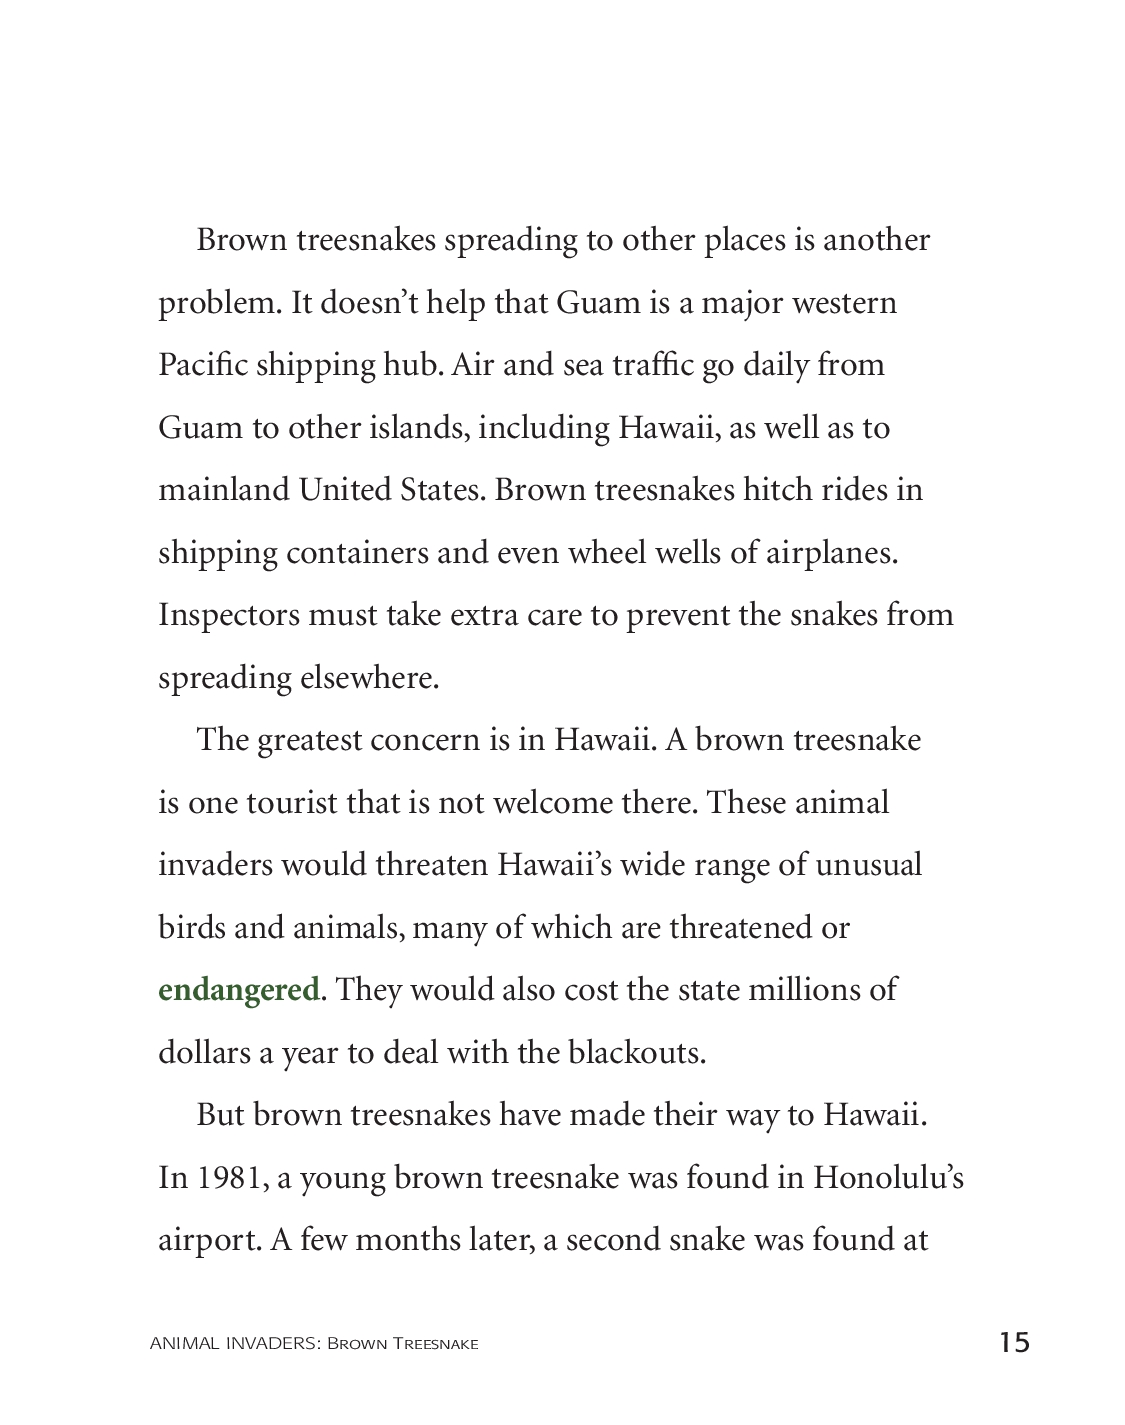 Brown treesnakes spreading to other places is another
problem. It doesn’t help that Guam is a major western
Pacific shipping hub. Air and sea traffic go daily from
Guam to other islands, including Hawaii, as well as to
mainland United States. Brown treesnakes hitch rides in
shipping containers and even wheel wells of airplanes.
Inspectors must take extra care to prevent the snakes from
spreading elsewhere.
The greatest concern is in Hawaii. A brown treesnake
is one tourist that is not welcome there. These animal
invaders would threaten Hawaii’s wide range of unusual
birds and animals, many of which are threatened or
endangered. They would also cost the state millions of
dollars a year to deal with the blackouts.
But brown treesnakes have made their way to Hawaii.
In 1981, a young brown treesnake was found in Honolulu’s
airport. A few months later, a second snake was found at
ANIMAL INVADERS: Brown Treesnake 15